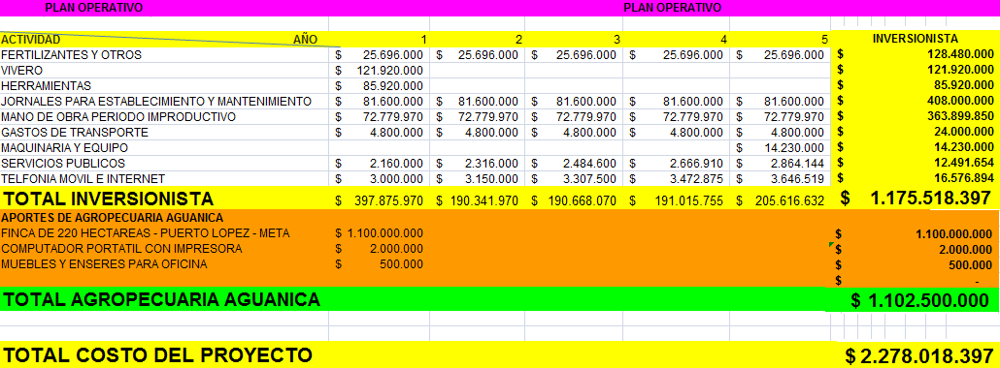 PLAN OPERATIVO PLAN OPERATIVO
ACTIVIDAD AÑO 1 2 3 4 5 INVERSIONISTA
FERTILIZANTES Y OTROS $ 25.696.000 $ 25.696.000 $ 25.696.000 $ 25.696.000 $ 25.696.000 $ 128.480.000
VIVERO $ 121.920.000 $ 121.920.000
HERRAMIENTAS $ 85.920.000 $ 85.920.000
JORNALES PARA ESTABLECIMIENTO Y MANTENIMIENTO $ 81.600.000 $ 81.600.000 $ 81.600.000 $ 81.600.000 $ 81.600.000 $ 408.000.000
MANO DE OBRA PERIODO IMPRODUCTIVO $ 72.779.970 $ 72.779.970 $ 72.779.970 $ 72.779.970 $ 72.779.970 $ 363.899.850
GASTOS DE TRANSPORTE $ 4.800.000 $ 4.800.000 $ 4.800.000 $ 4.800.000 $ 4.800.000 $ 24.000.000
MAQUINARIA Y EQUIPO $ 14.230.000 $ 14.230.000
SERVICIOS PUBLICOS $ 2.160.000 $ 2.316.000 $ 2.484.600 $ 2.666.910 $ 2.864.144 $ 12.491.654
TELFONIA MOVIL E INTERNET $ 3.000.000 $ 3.150.000 $ 3.307.500 $ 3.472.875 $ 3.646.519 $ 16.576.894
TOTAL INVERSIONISTA $ 397.875.970 $ 190.341.970 $ 190.668.070 $ 191.015.755 $ 205.616.632 $ 1.175.518.397
APORTES DE AGROPECUARIA AGUANICA
FINCA DE 220 HECTAREAS - PUERTO LOPEZ - META $ 1.100.000.000 $ 1.100.000.000
COMPUTADOR PORTATIL CON IMPRESORA $ 2.000.000 $ 2.000.000
MUEBLES Y ENSERES PARA OFICINA $ 500.000 $ 500.000
$ -
TOTAL AGROPECUARIA AGUANICA $ 1.102.500.000
TOTAL COSTO DEL PROYECTO $ 2.278.018.397